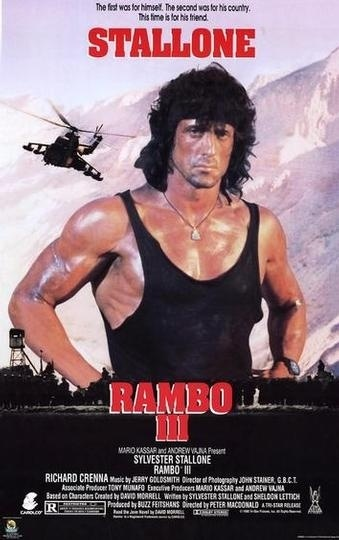 The first was for himself. The second was for his country.
This time is for his friend.
STALLONE
RAMBO
III
MARIO KASSAR and ANDREW VAJNA Present
SYLVESTER STALLONE
RAMBO III
RICHARD CRENNA Music by JERRY GOLDSMITH Director of Photography JOHN STANIER, G.B.C.T.
Associate Producer TONY MUNAFO Executive Producers MARIO KASSAR and ANDREW VAJNA
Based on Characters Created by DAVID MORRELL Written by SYLVESTER STALLONE and SHELDON LETTICH
Produced by BUZZ FEITSHANS Directed by PETER MACDONALD A TRI-STAR RELEASE
CAROLCO
R RESTRICTED
Read the Jove Novel by DAVID MORRELL
DOLBY STEREO